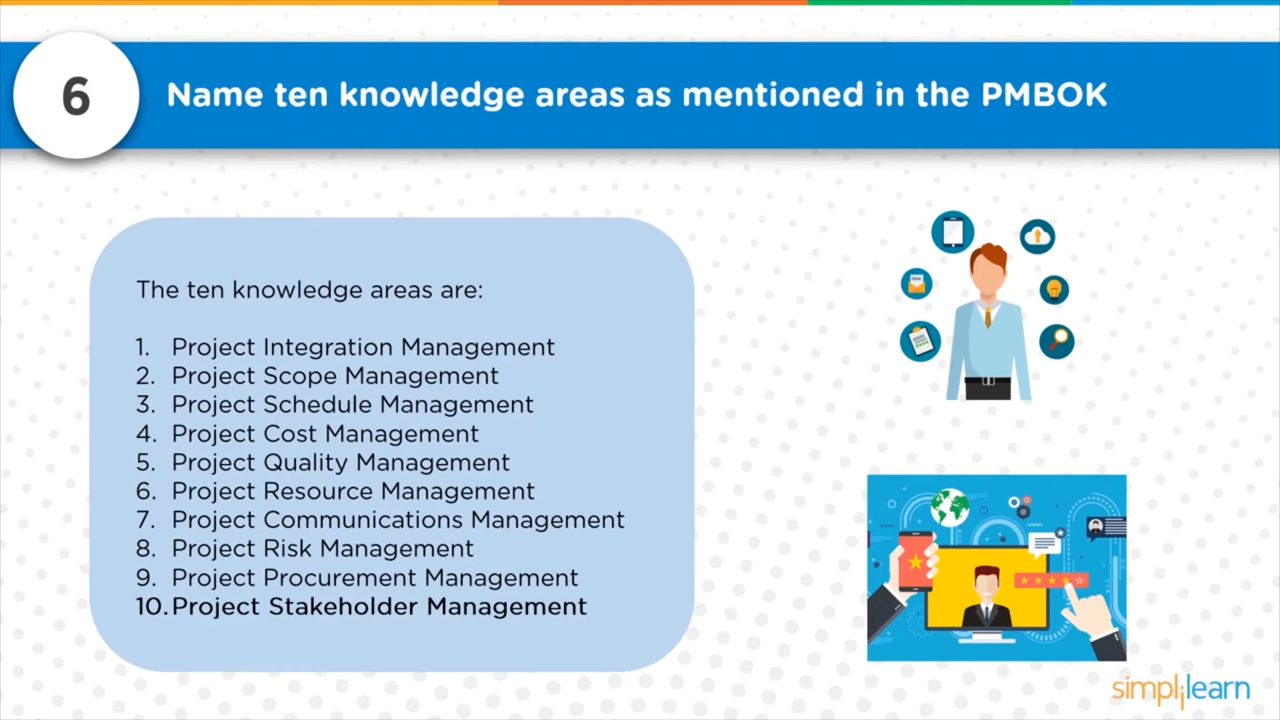 6
Name ten knowledge areas as mentioned in the PMBOK
The ten knowledge areas are:
1. Project Integration Management
2. Project Scope Management
3. Project Schedule Management
4. Project Cost Management
5. Project Quality Management
6. Project Resource Management
7. Project Communications Management
8. Project Risk Management
9. Project Procurement Management
10. Project Stakeholder Management
simplilearn